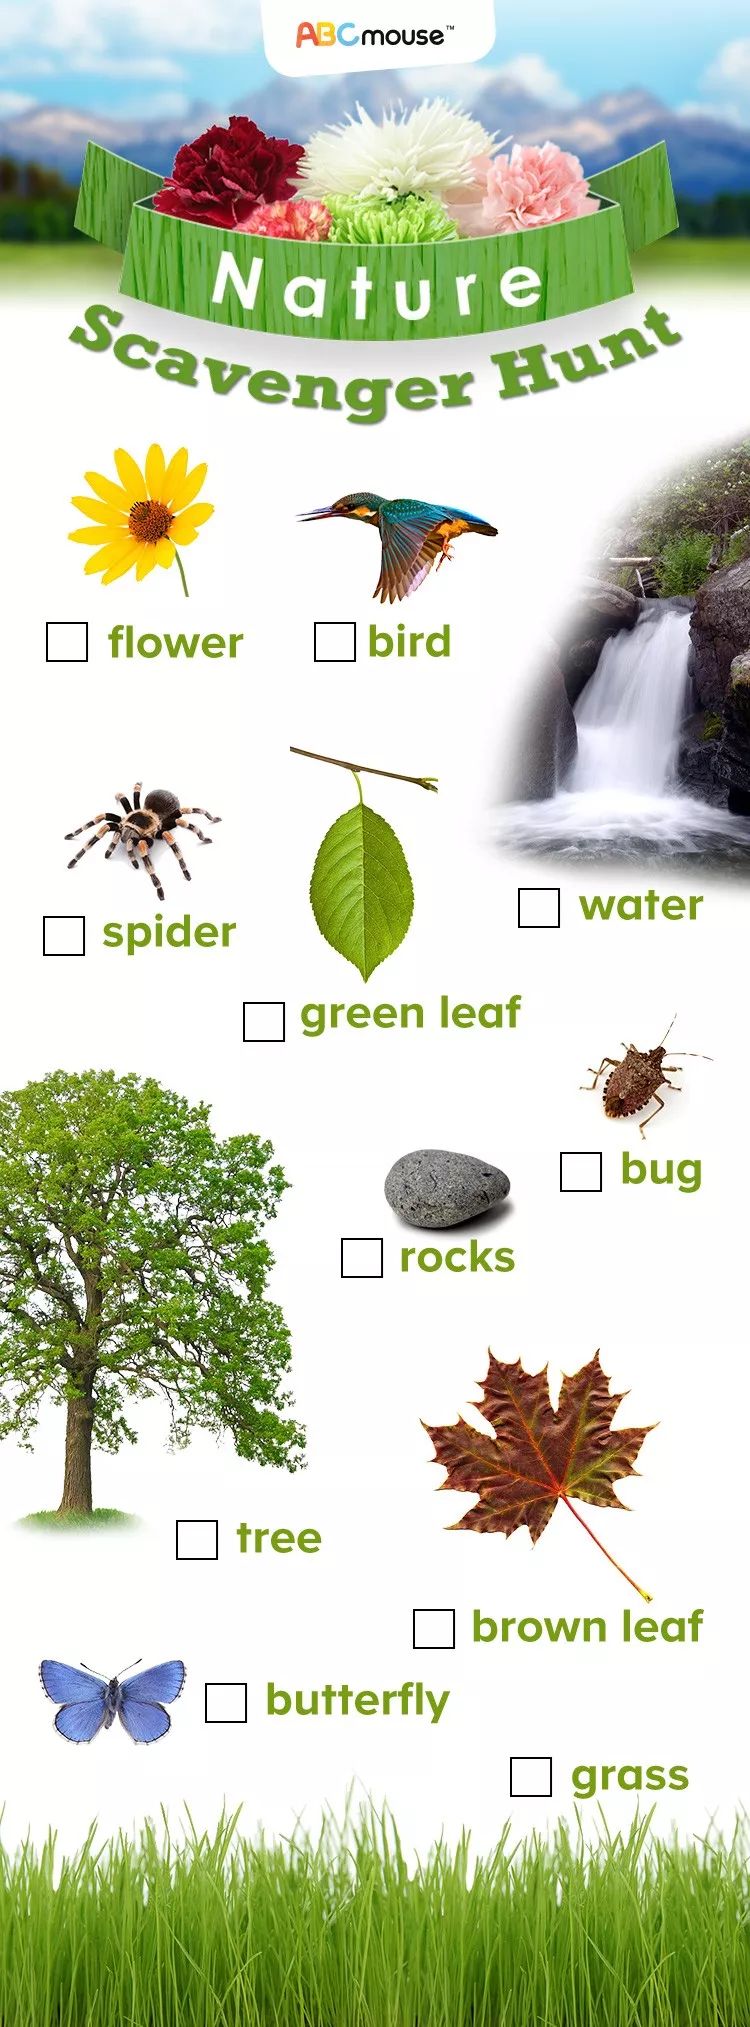 ABCmouse™
Nature
Scavenger Hunt
flower
bird
spider
water
green leaf
bug
rocks
tree
brown leaf
butterfly
grass